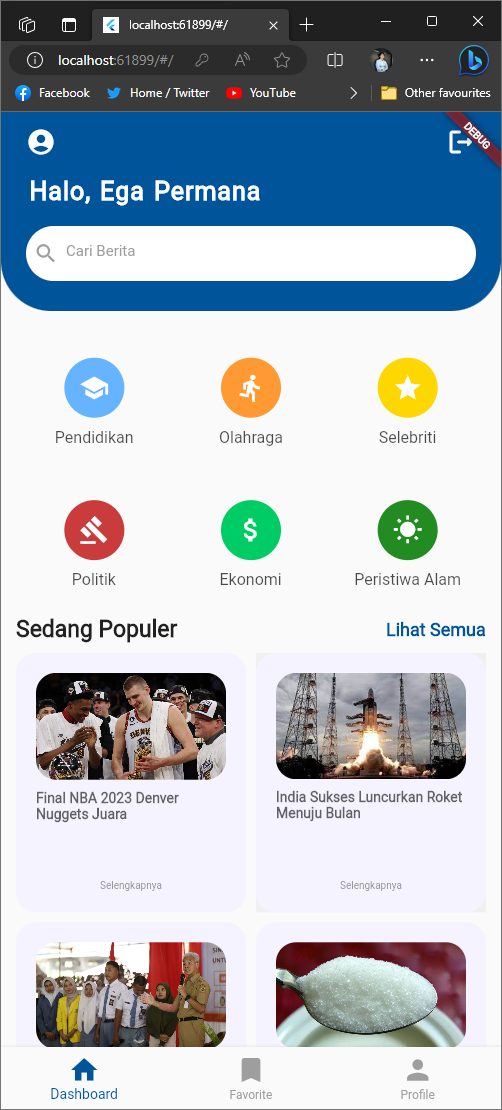 localhost:61899/#/
localhost:61899/#/
Facebook
Home / Twitter
YouTube
Other favourites
DEBUG
Halo, Ega Permana
Cari Berita
Pendidikan
Olahraga
Selebriti
Politik
Ekonomi
Peristiwa Alam
Sedang Populer
Lihat Semua
Final NBA 2023 Denver
Nuggets Juara
Selengkapnya
India Sukses Luncurkan Roket
Menuju Bulan
Selengkapnya
Dashboard
Favorite
Profile